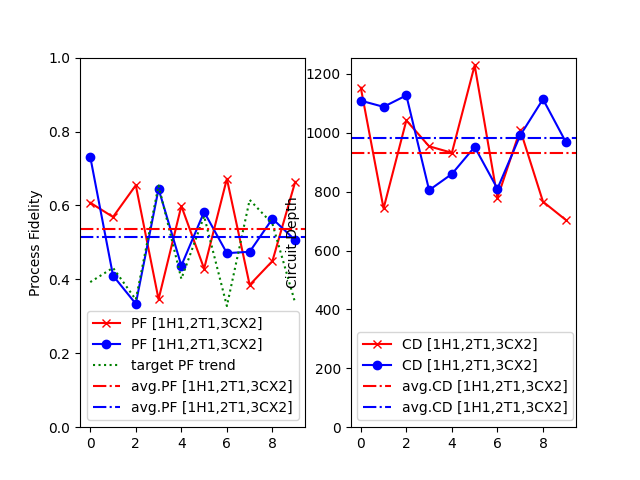 1.0
0.8
0.6
0.4
0.2
0.0
Process Fidelity
0 2 4 6 8
PF [1H1,2T1,3CX2]
PF [1H1,2T1,3CX2]
target PF trend
avg.PF [1H1,2T1,3CX2]
avg.PF [1H1,2T1,3CX2]
1200
1000
800
600
400
200
0
Circuit Depth
0 2 4 6 8
CD [1H1,2T1,3CX2]
CD [1H1,2T1,3CX2]
avg.CD [1H1,2T1,3CX2]
avg.CD [1H1,2T1,3CX2]